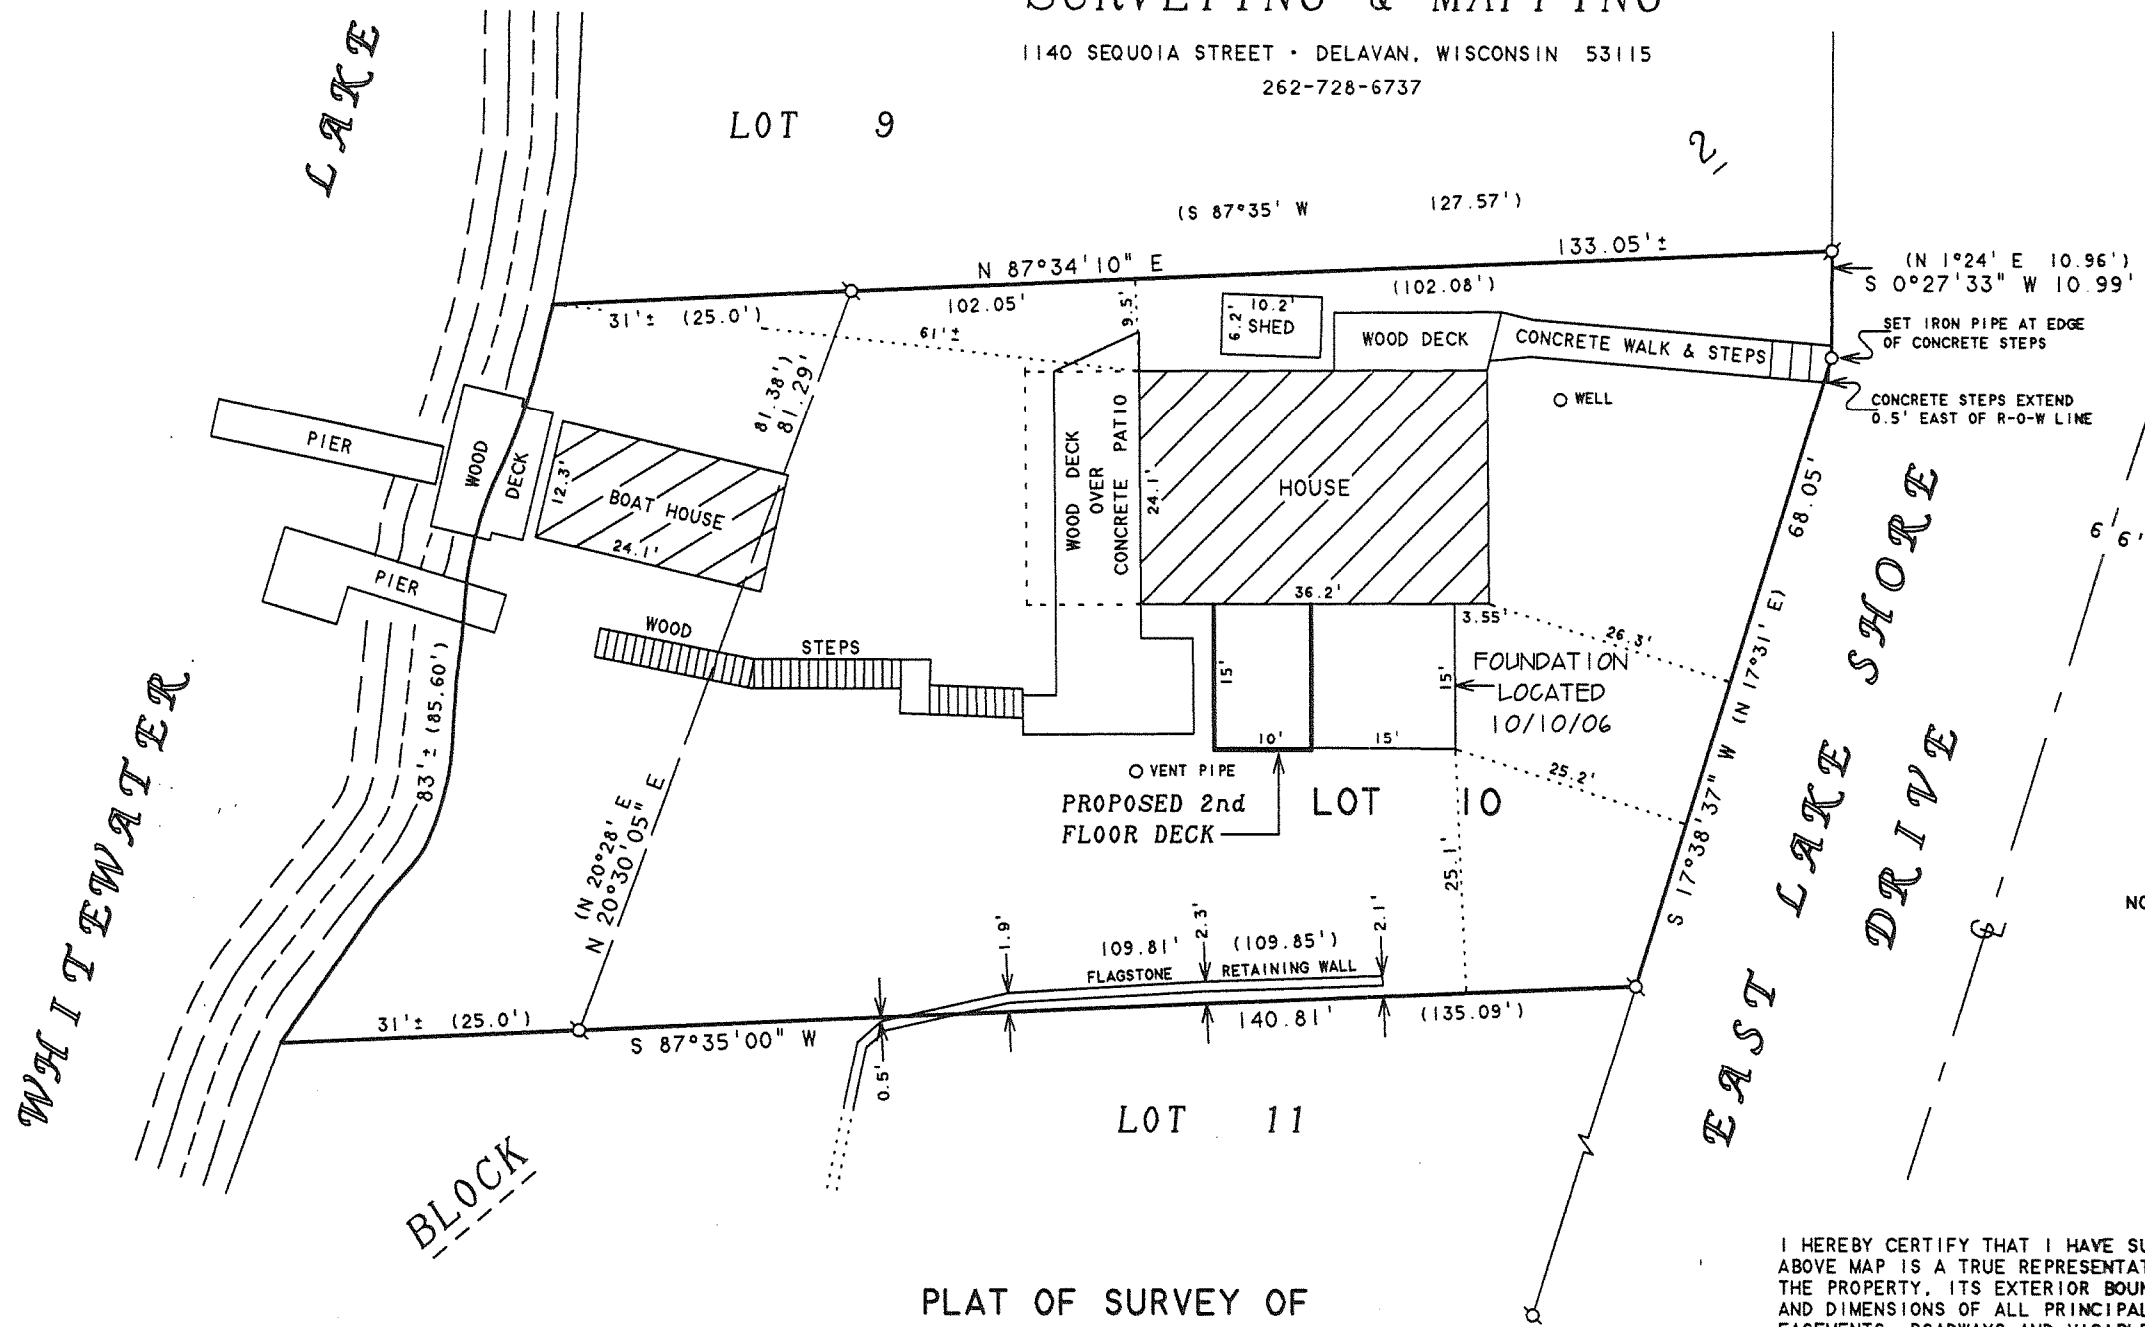 SURVEYING & MAPPING
1140 SEQUOIA STREET · DELAVAN, WISCONSIN 53115
262-728-6737
LAKE
LOT 9
2
(S 87°35' W 127.57')
N 87°34'10" E 133.05'±
31'± (25.0') 102.05' (102.08')
(N 1°24' E 10.96')
S 0°27'33" W 10.99'
61'±
9.5'
10.2'
6.2'
SHED
WOOD DECK
CONCRETE WALK & STEPS
SET IRON PIPE AT EDGE
OF CONCRETE STEPS
CONCRETE STEPS EXTEND
0.5' EAST OF R-O-W LINE
WELL
81.38')
81.29'
PIER
WOOD
DECK
12.3'
BOAT HOUSE
24.1'
WOOD DECK
OVER
CONCRETE PATIO
24.1'
HOUSE
36.2'
68.05'
66'
PIER
WOOD
STEPS
3.55'
26.3'
15'
15'
FOUNDATION
LOCATED
10/10/06
10'
15'
25.2'
VENT PIPE
PROPOSED 2nd
FLOOR DECK
LOT 10
25.1'
S 17°38'37" W (N 17°31' E)
EAST LAKE SHORE
DRIVE
℄
NO
WHITEWATER
83'± (85.60')
(N 20°28' E
N 20°30'05" E
1.9'
109.81'
2.3'
(109.85')
2.1'
FLAGSTONE RETAINING WALL
31'± (25.0')
S 87°35'00" W
140.81'
(135.09')
0.5'
LOT 11
BLOCK
PLAT OF SURVEY OF
I HEREBY CERTIFY THAT I HAVE SU
ABOVE MAP IS A TRUE REPRESENTAT
THE PROPERTY, ITS EXTERIOR BOUN
AND DIMENSIONS OF ALL PRINCIPAL